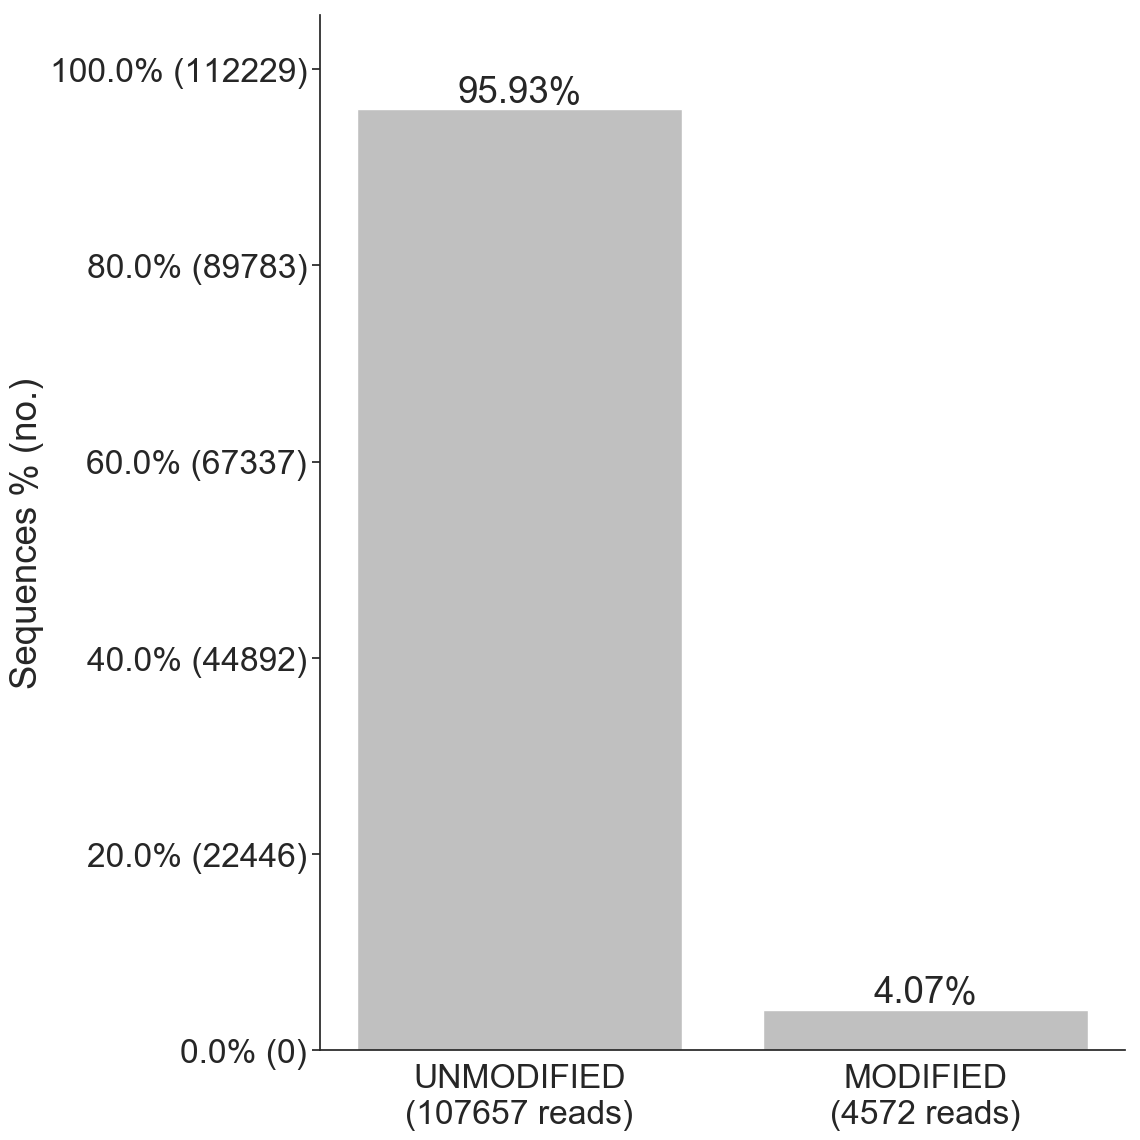 Sequences % (no.)
100.0% (112229)
80.0% (89783)
60.0% (67337)
40.0% (44892)
20.0% (22446)
0.0% (0)
95.93%
4.07%
UNMODIFIED
(107657 reads)
MODIFIED
(4572 reads)